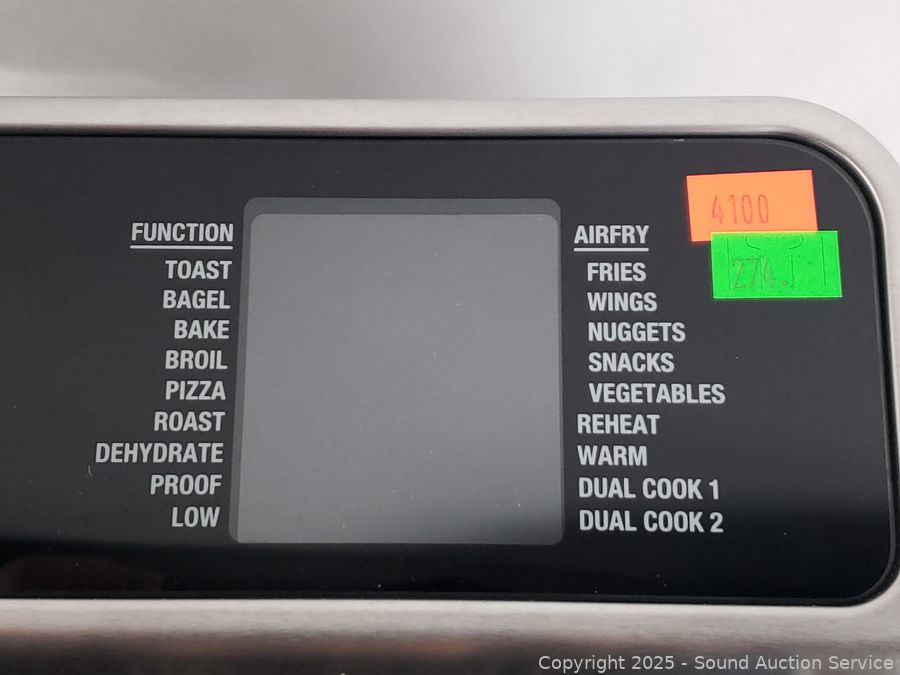 FUNCTION
TOAST
BAGEL
BAKE
BROIL
PIZZA
ROAST
DEHYDRATE
PROOF
LOW
AIRFRY
FRIES
WINGS
NUGGETS
SNACKS
VEGETABLES
REHEAT
WARM
DUAL COOK 1
DUAL COOK 2
4100
274.
Copyright 2025 - Sound Auction Service